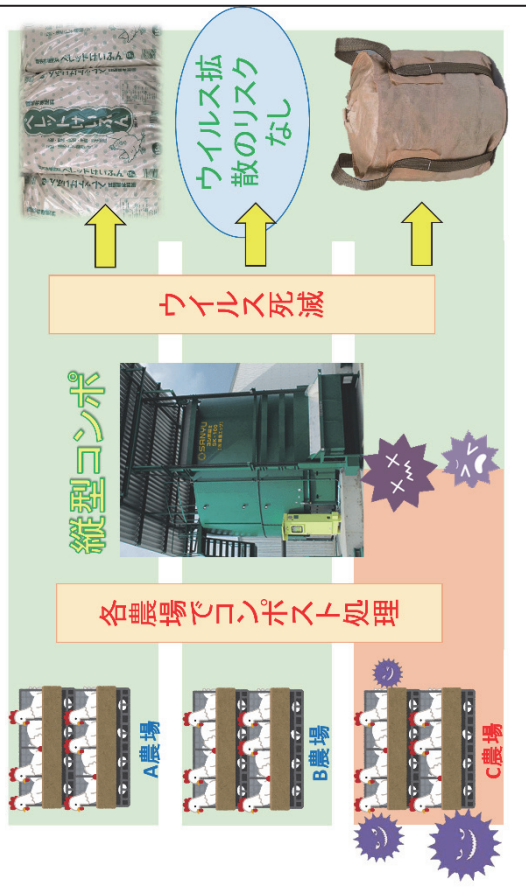 縦型コンポ
A農場
B農場
C農場
各農場でコンポスト処理
SANYU
ウイルス死滅
ペレットけいふん
ウイルス拡
散のリスク
なし